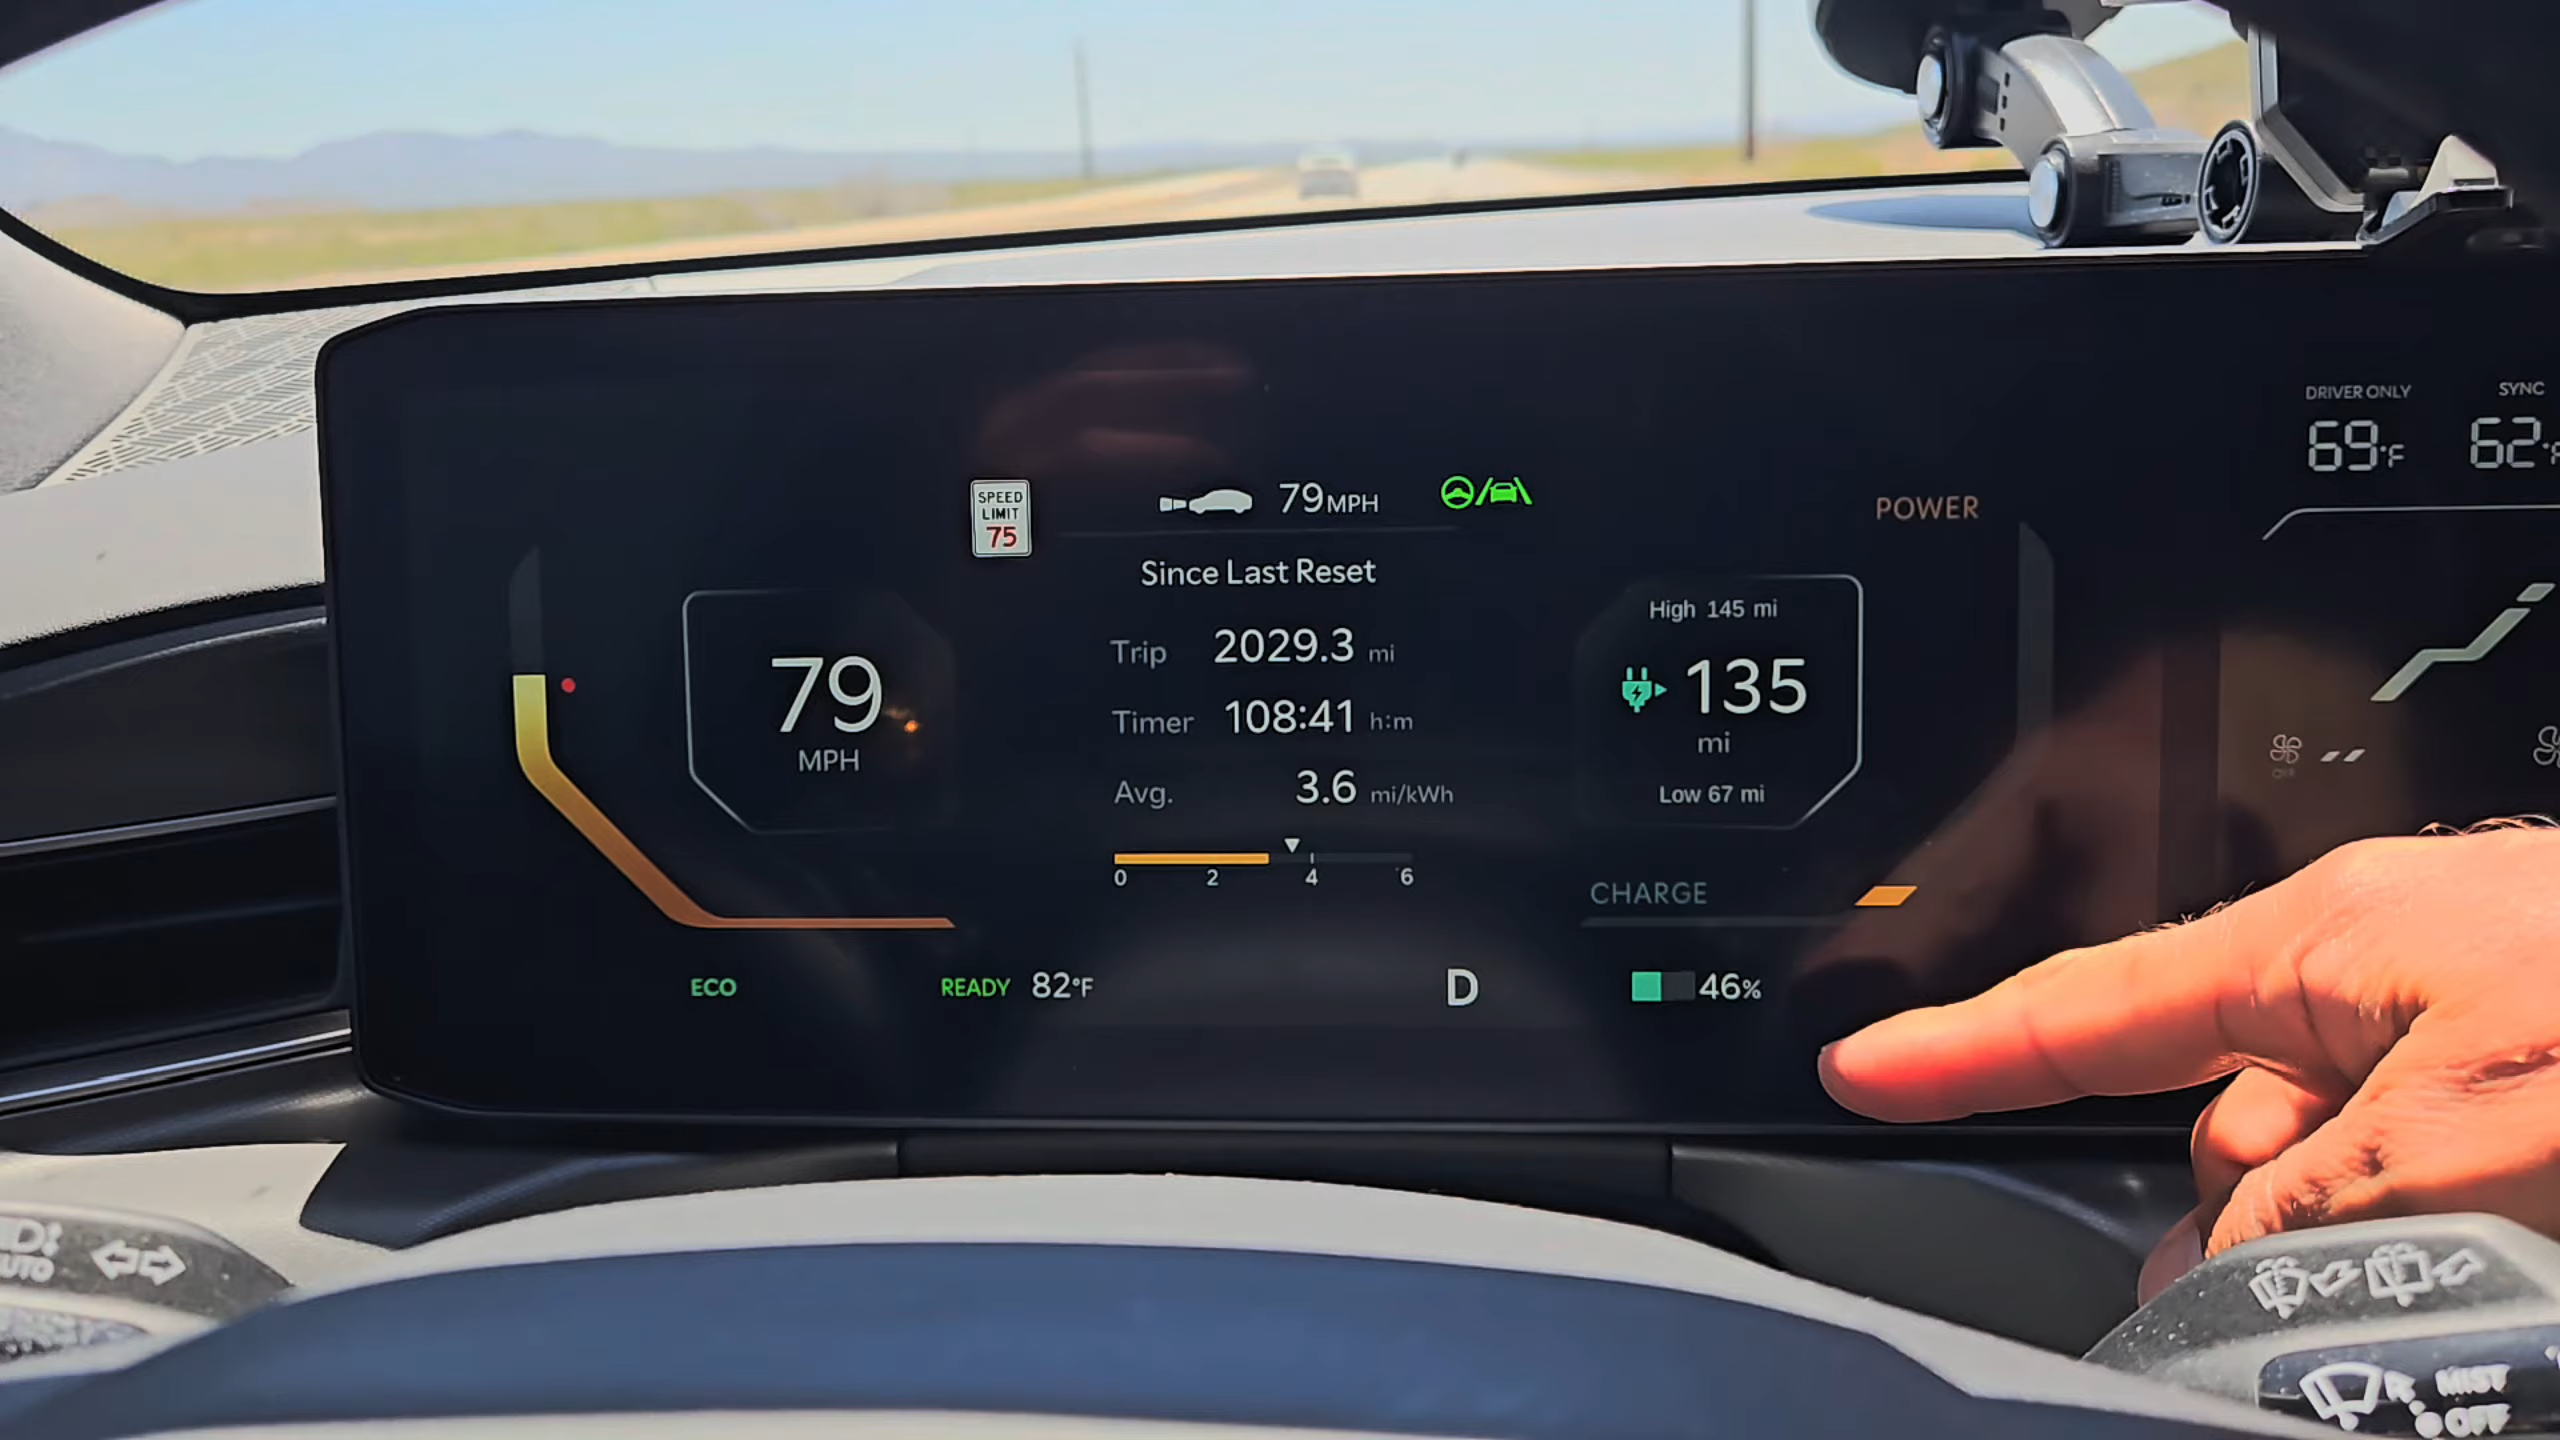 DRIVER ONLY
SYNC
69°F
62°F
SPEED
LIMIT
75
79MPH
POWER
Since Last Reset
Trip 2029.3 mi
Timer 108:41 h:m
Avg. 3.6 mi/kWh
0 2 4 6
79
MPH
High 145 mi
135
mi
Low 67 mi
OFF
CHARGE
ECO
READY 82°F
D
46%
AUTO
MIST
OFF